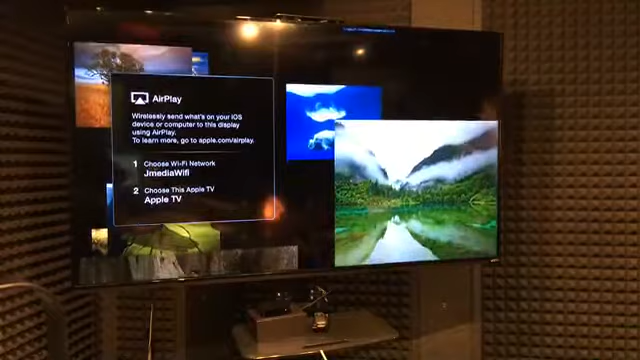 AirPlay
Wirelessly send what's on your iOS
device or computer to this display
using AirPlay.
To learn more, go to apple.com/airplay.
1 Choose Wi-Fi Network
JmediaWifi
2 Choose This Apple TV
Apple TV